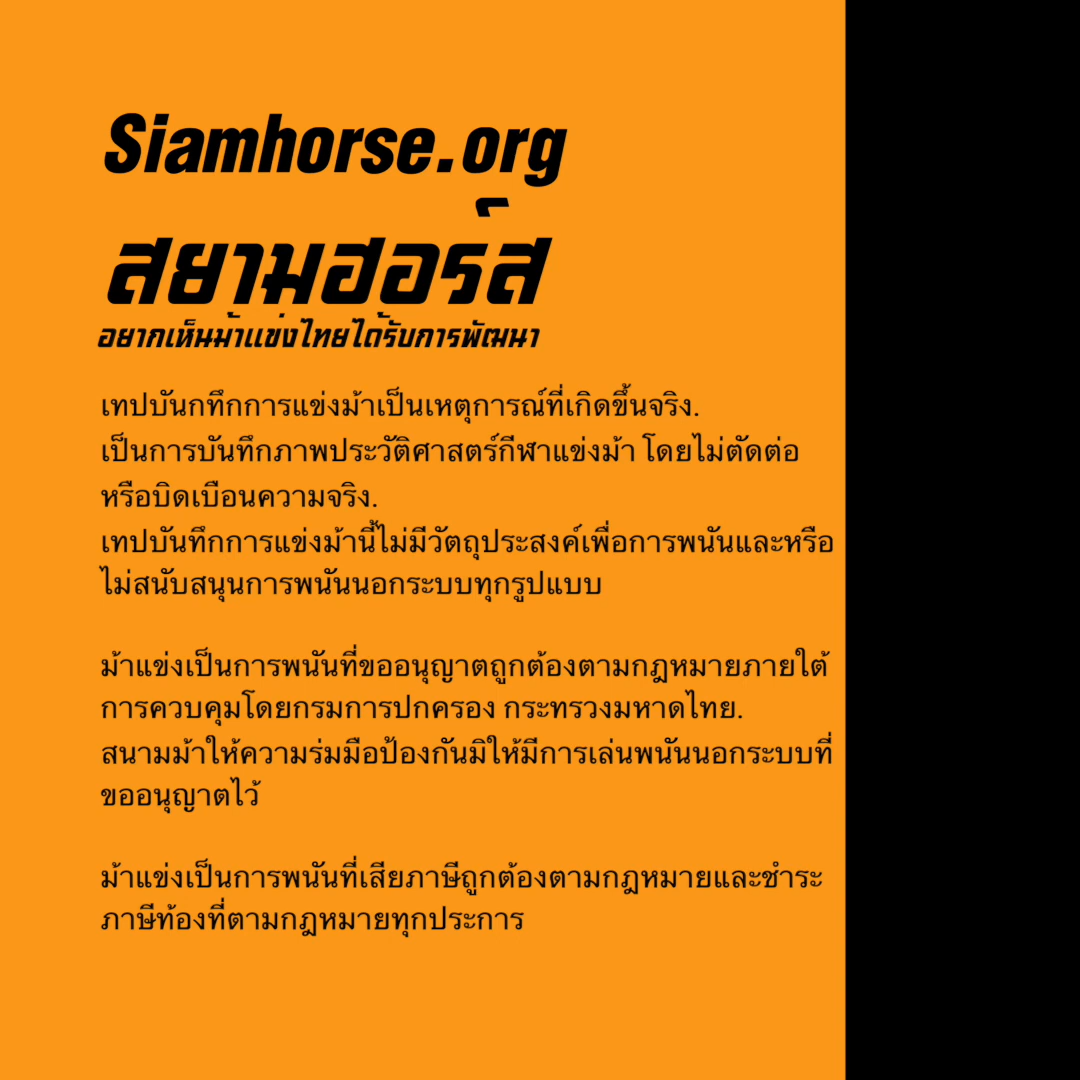 Siamhorse.org
สยามฮอร์ส
อยากเห็นม้าแข่งไทยได้รับการพัฒนา
เทปบันกทึกการแข่งม้าเป็นเหตุการณ์ที่เกิดขึ้นจริง.
เป็นการบันทึกภาพประวัติศาสตร์กีฬาแข่งม้า โดยไม่ตัดต่อ
หรือบิดเบือนความจริง.
เทปบันทึกการแข่งม้านี้ไม่มีวัตถุประสงค์เพื่อการพนันและหรือ
ไม่สนับสนุนการพนันนอกระบบทุกรูปแบบ
ม้าแข่งเป็นการพนันที่ขออนุญาตถูกต้องตามกฎหมายภายใต้
การควบคุมโดยกรมการปกครอง กระทรวงมหาดไทย.
สนามม้าให้ความร่มมือป้องกันมิให้มีการเล่นพนันนอกระบบที่
ขออนุญาตไว้
ม้าแข่งเป็นการพนันที่เสียภาษีถูกต้องตามกฎหมายและชำระ
ภาษีท้องที่ตามกฎหมายทุกประการ